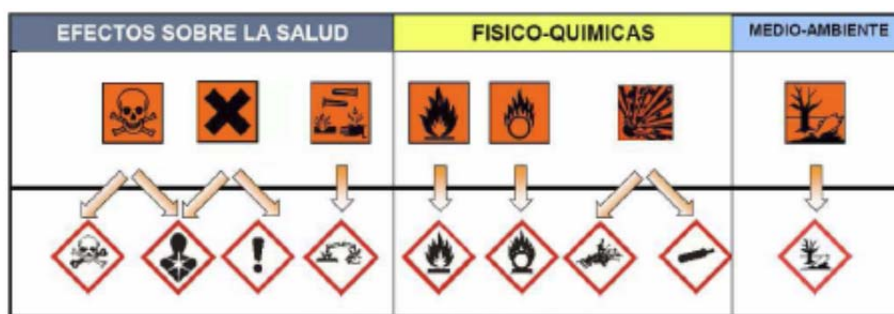 EFECTOS SOBRE LA SALUD
FISICO-QUIMICAS
MEDIO-AMBIENTE